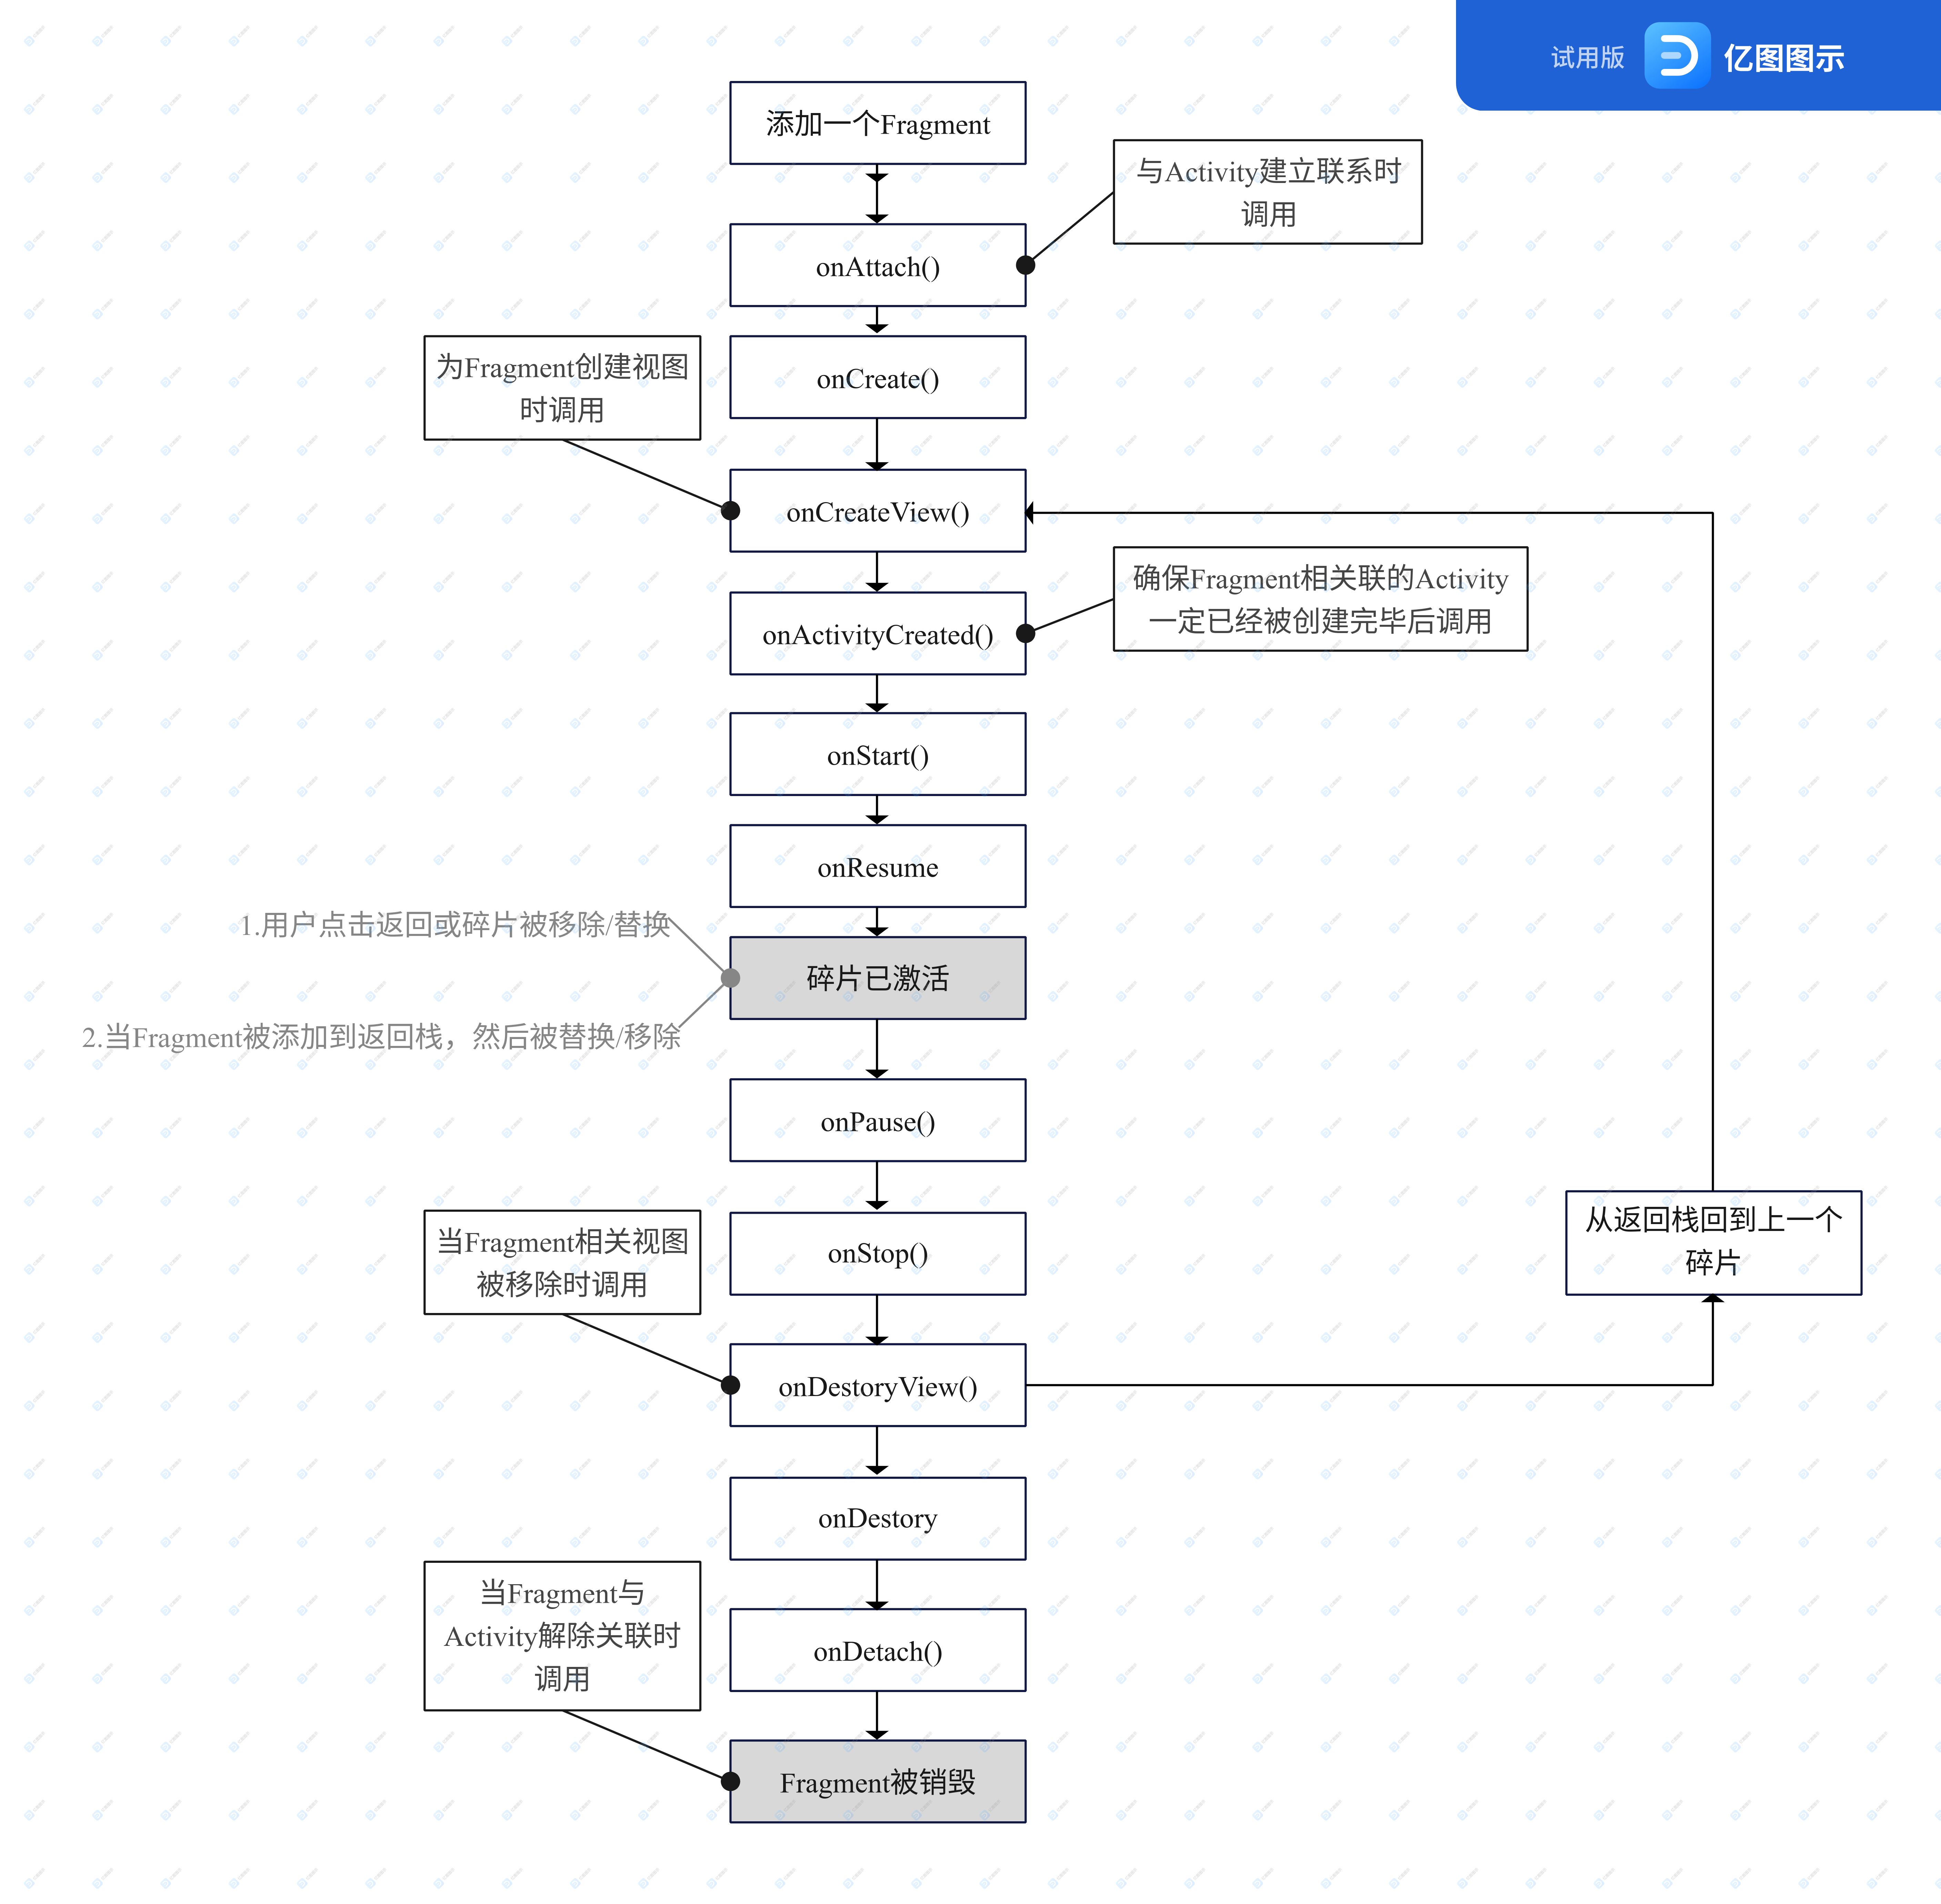 试用版 亿图图示
添加一个Fragment
与Activity建立联系时
调用
onAttach()
为Fragment创建视图
时调用
onCreate()
onCreateView()
确保Fragment相关联的Activity
一定已经被创建完毕后调用
onActivityCreated()
onStart()
onResume
1.用户点击返回或碎片被移除/替换
碎片已激活
2.当Fragment被添加到返回栈，然后被替换/移除
onPause()
从返回栈回到上一个
碎片
当Fragment相关视图
被移除时调用
onStop()
onDestoryView()
onDestory
当Fragment与
Activity解除关联时
调用
onDetach()
Fragment被销毁